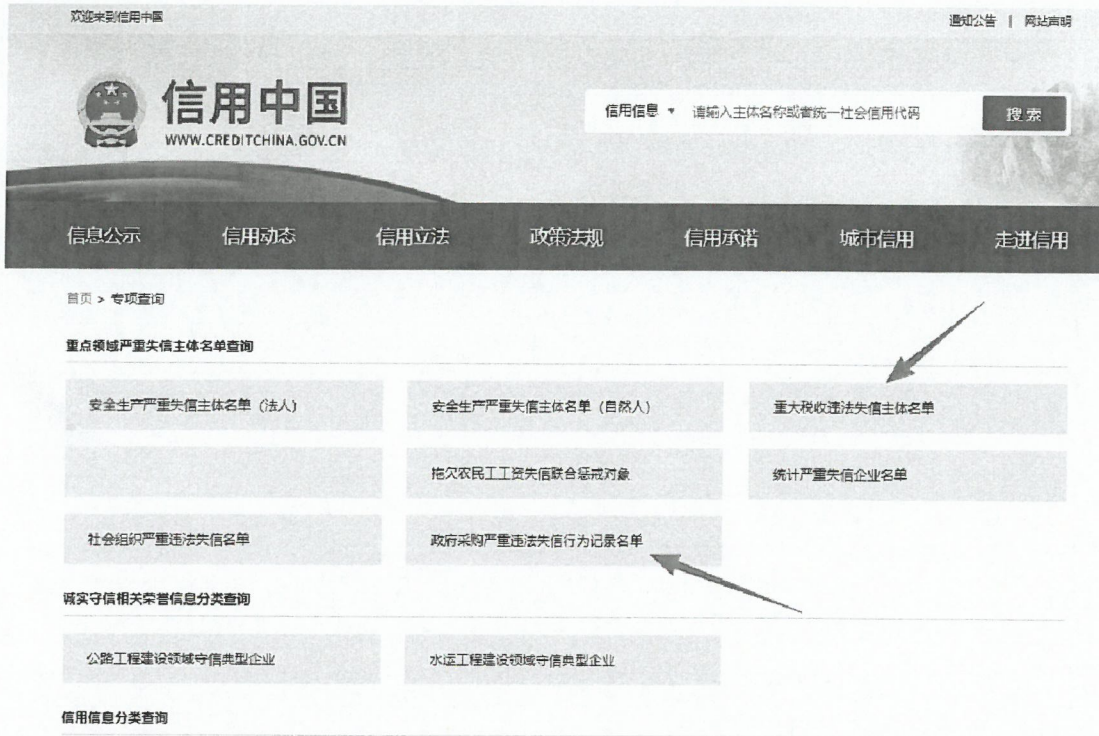 欢迎来到信用中国
通知公告 | 网站声明
信用中国
WWW.CREDITCHINA.GOV.CN
信用信息 请输入主体名称或者统一社会信用代码 搜索
信息公示 信用动态 信用立法 政策法规 信用承诺 城市信用 走进信用
首页 > 专项查询
重点领域严重失信主体名单查询
安全生产严重失信主体名单（法人） 安全生产严重失信主体名单（自然人） 重大税收违法失信主体名单
拖欠农民工工资失信联合惩戒对象 统计严重失信企业名单
社会组织严重违法失信名单 政府采购严重违法失信行为记录名单
诚实守信相关荣誉信息分类查询
公路工程建设领域守信典型企业 水运工程建设领域守信典型企业
信用信息分类查询